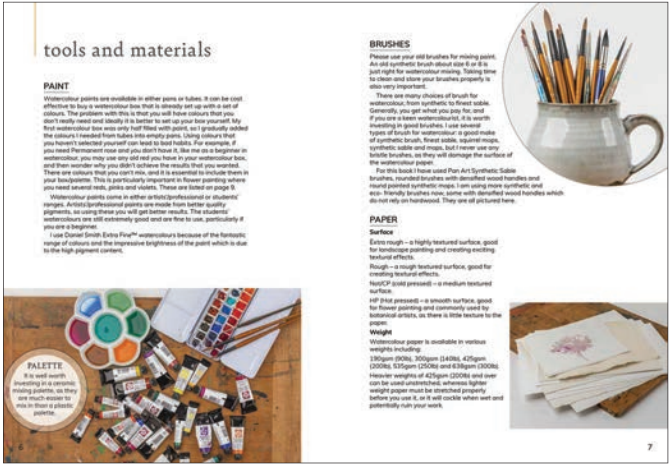 tools and materials
PAINT
Watercolour paints are available in either pans or tubes. It can be cost
effective to buy a watercolour box that is already set up with a set of
colours. The problem with this is that you will have colours that you
don't really need and ideally it is better to set up your box yourself. My
first watercolour box was only half filled with paint, so I gradually added
the colours I needed from tubes into empty pans. Using colours that
you haven't selected yourself can lead to bad habits. For example, if
you need Permanent rose and you don't have it, like me as a beginner in
watercolour, you may use any old red you have in your watercolour box,
and then wonder why you didn't achieve the results that you wanted.
There are colours that you can't mix, and it is essential to include them in
your box/palette. This is particularly important in flower painting where
you need several reds, pinks and violets. These are listed on page 9.
Watercolour paints come in either artists'/professional or students'
ranges. Artists'/professional paints are made from better quality
pigments, so using these you will get better results. The students'
watercolours are still extremely good and are fine to use, particularly if
you are a beginner.
I use Daniel Smith Extra Fine™ watercolours because of the fantastic
range of colours and the impressive brightness of the paint which is due
to the high pigment content.
PALETTE
It is well worth
investing in a ceramic
mixing palette, as they
are much easier to
mix in than a plastic
palette.
BRUSHES
Please use your old brushes for mixing paint.
An old synthetic brush about size 6 or 8 is
just right for watercolour mixing. Taking time
to clean and store your brushes properly is
also very important.
There are many choices of brush for
watercolour, from synthetic to finest sable.
Generally, you get what you pay for, and
if you are a keen watercolourist, it is worth
investing in good brushes. I use several
types of brush for watercolour: a good make
of synthetic brush, finest sable, squirrel mops,
synthetic sable and mops, but I never use any
bristle brushes, as they will damage the surface of
the watercolour paper.
For this book I have used Pan Art Synthetic Sable
brushes, rounded brushes with densified wood handles and
round pointed synthetic mops. I am using more synthetic and
eco- friendly brushes now, some with densified wood handles which
do not rely on hardwood. They are all pictured here.
PAPER
Surface
Extra rough – a highly textured surface, good
for landscape painting and creating exciting
textural effects.
Rough – a rough textured surface, good for
creating textural effects.
Not/CP (cold pressed) – a medium textured
surface.
HP (Hot pressed) – a smooth surface, good
for flower painting and commonly used by
botanical artists, as there is little texture to the
paper.
Weight
Watercolour paper is available in various
weights including:
190gsm (90lb), 300gsm (140lb), 425gsm
(200lb), 535gsm (250lb) and 638gsm (300lb).
Heavier weights of 425gsm (200lb) and over
can be used unstretched, whereas lighter
weight paper must be stretched properly
before you use it, or it will cockle when wet and
potentially ruin your work.
7